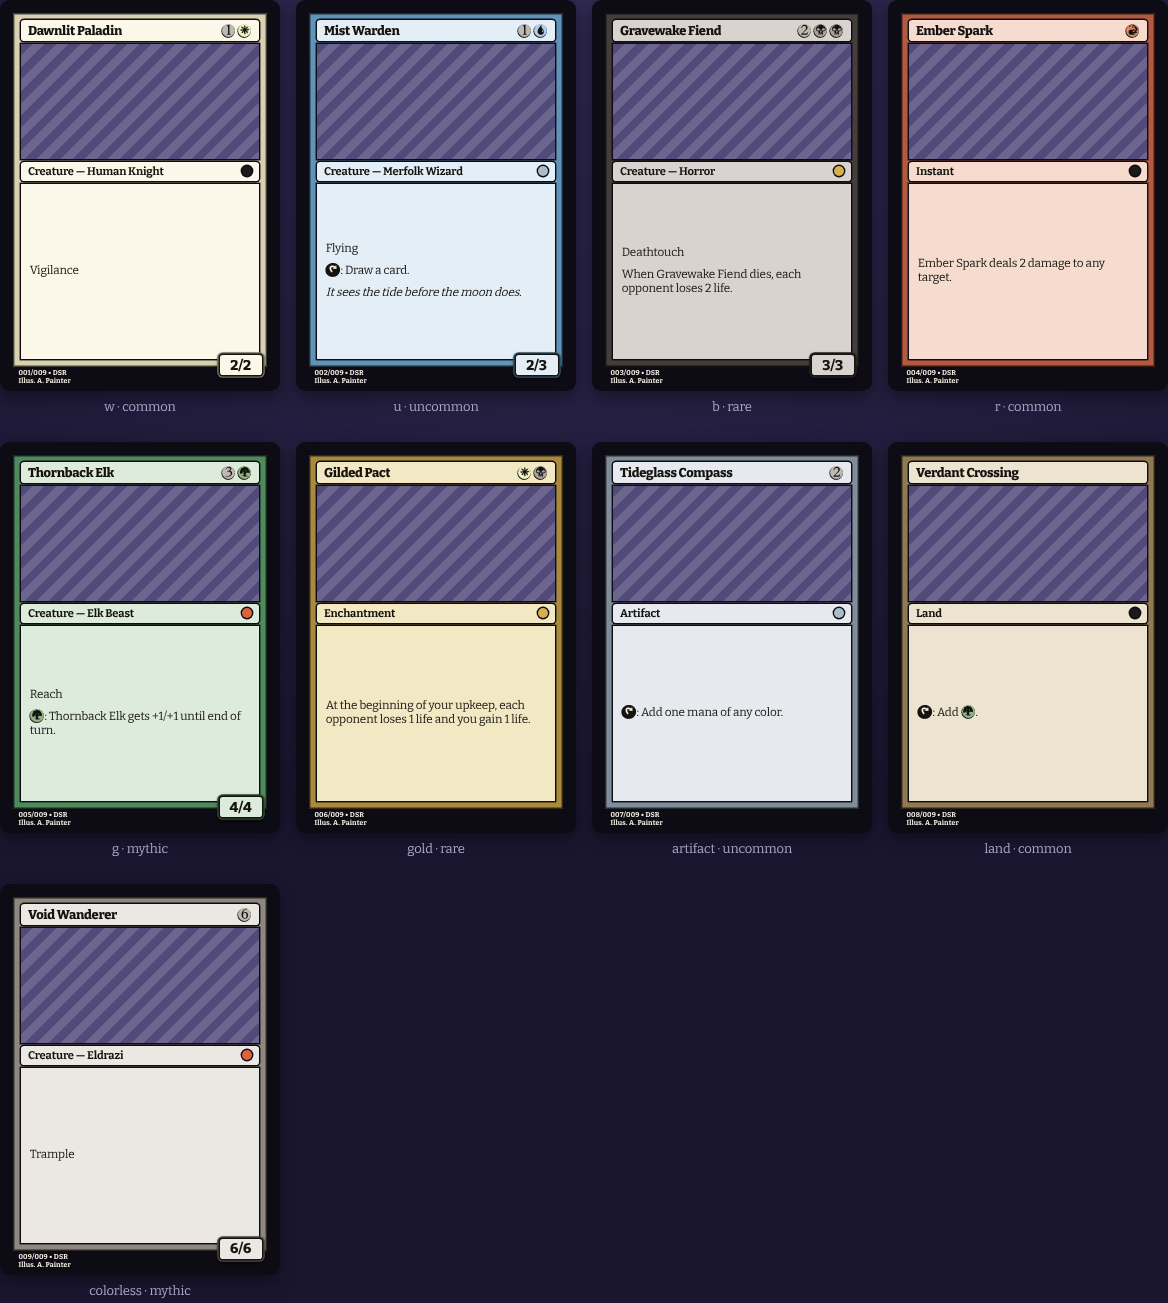 Dawnlit Paladin 1
Creature — Human Knight
Vigilance
2/2
001/009 • DSR
Illus. A. Painter
w · common
Mist Warden 1
Creature — Merfolk Wizard
Flying
: Draw a card.
It sees the tide before the moon does.
2/3
002/009 • DSR
Illus. A. Painter
u · uncommon
Gravewake Fiend 2
Creature — Horror
Deathtouch
When Gravewake Fiend dies, each
opponent loses 2 life.
3/3
003/009 • DSR
Illus. A. Painter
b · rare
Ember Spark
Instant
Ember Spark deals 2 damage to any
target.
004/009 • DSR
Illus. A. Painter
r · common
Thornback Elk 3
Creature — Elk Beast
Reach
: Thornback Elk gets +1/+1 until end of
turn.
4/4
005/009 • DSR
Illus. A. Painter
g · mythic
Gilded Pact
Enchantment
At the beginning of your upkeep, each
opponent loses 1 life and you gain 1 life.
006/009 • DSR
Illus. A. Painter
gold · rare
Tideglass Compass 2
Artifact
: Add one mana of any color.
007/009 • DSR
Illus. A. Painter
artifact · uncommon
Verdant Crossing
Land
: Add .
008/009 • DSR
Illus. A. Painter
land · common
Void Wanderer 6
Creature — Eldrazi
Trample
6/6
009/009 • DSR
Illus. A. Painter
colorless · mythic